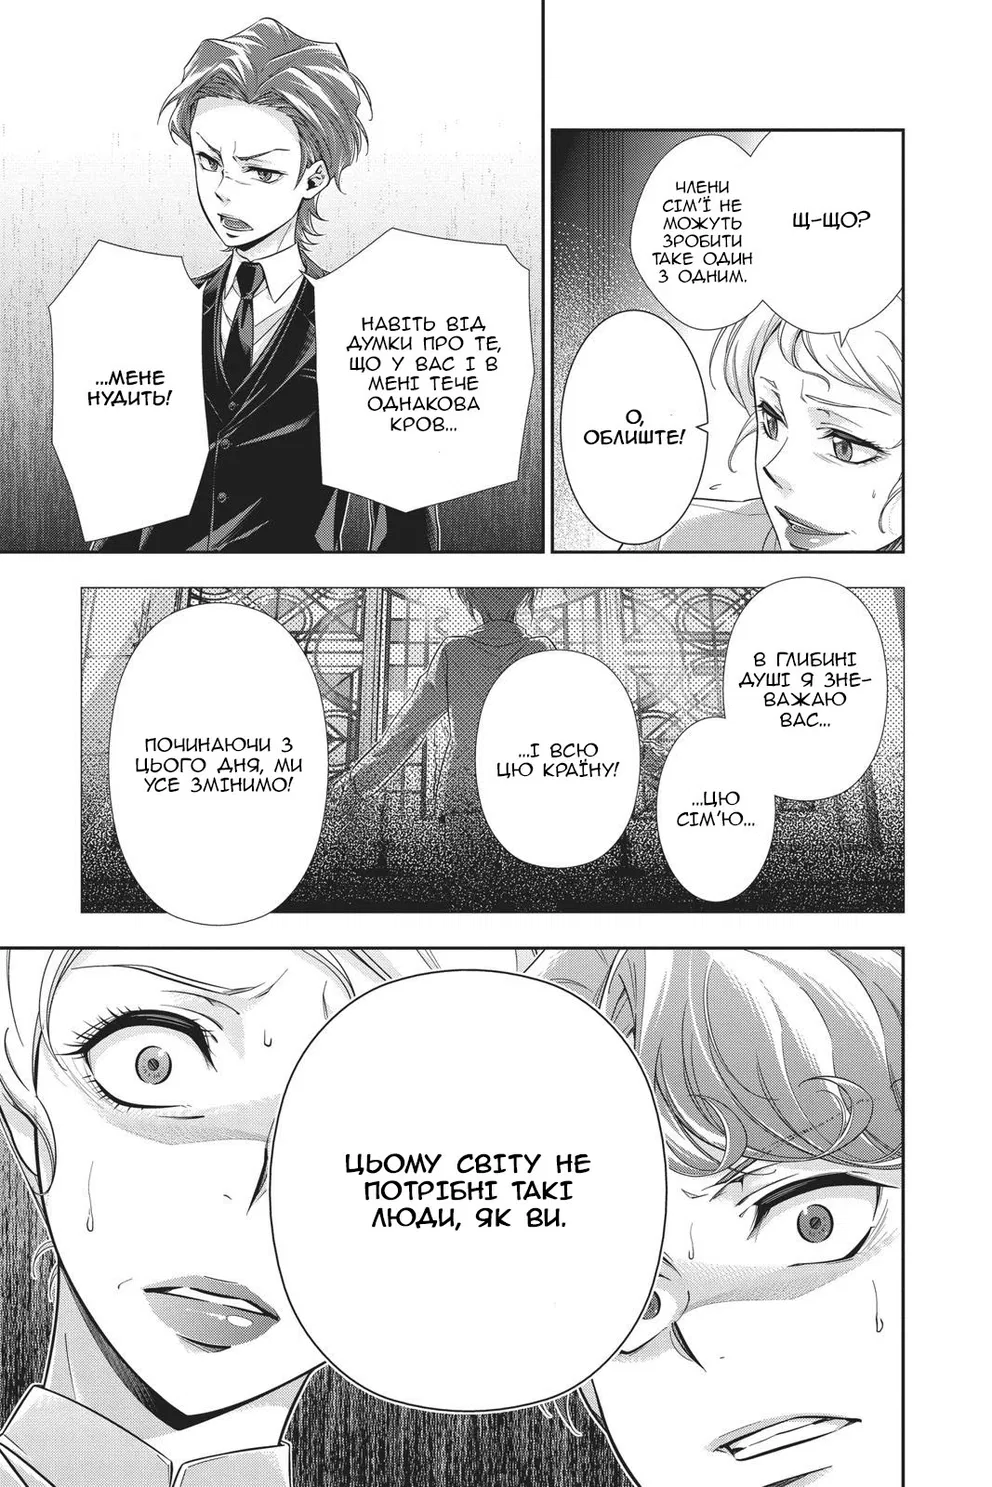 Щ-ЩО?
ЧЛЕНИ
СІМ'Ї НЕ
МОЖУТЬ
ЗРОБИТИ
ТАКЕ ОДИН
З ОДНИМ.
О,
ОБЛИШТЕ!
НАВІТЬ ВІД
ДУМКИ ПРО ТЕ,
ЩО У ВАС І В
МЕНІ ТЕЧЕ
ОДНАКОВА
КРОВ...
...МЕНЕ
НУДИТЬ!
В ГЛИБИНІ
ДУШІ Я ЗНЕ-
ВАЖАЮ
ВАС...
...ЦЮ
СІМ'Ю...
...І ВСЮ
ЦЮ КРАЇНУ!
ПОЧИНАЮЧИ З
ЦЬОГО ДНЯ, МИ
УСЕ ЗМІНИМО!
ЦЬОМУ СВІТУ НЕ
ПОТРІБНІ ТАКІ
ЛЮДИ, ЯК ВИ.